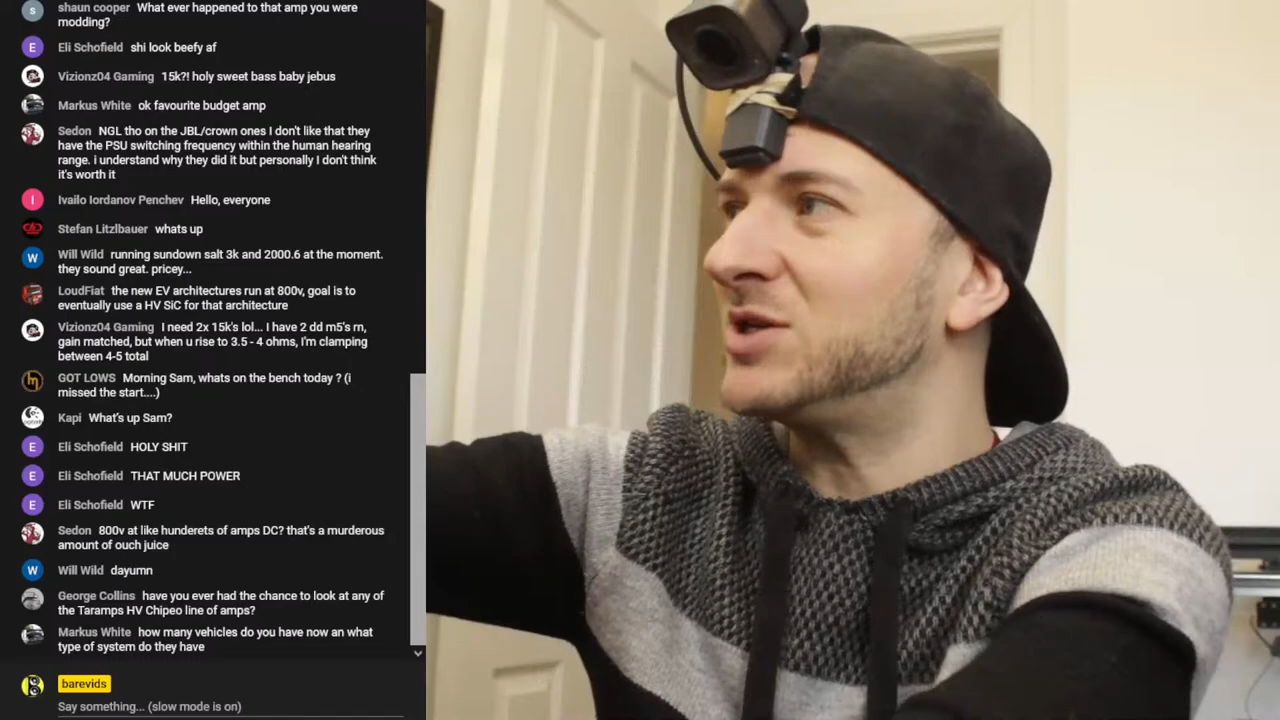 shaun cooper What ever happened to that amp you were
modding?
Eli Schofield shi look beefy af
Vizionz04 Gaming 15k?! holy sweet bass baby jebus
Markus White ok favourite budget amp
Sedon NGL tho on the JBL/crown ones I don't like that they
have the PSU switching frequency within the human hearing
range. i understand why they did it but personally I don't think
it's worth it
Ivailo Iordanov Penchev Hello, everyone
Stefan Litzlbauer whats up
Will Wild running sundown salt 3k and 2000.6 at the moment.
they sound great. pricey...
LoudFiat the new EV architectures run at 800v, goal is to
eventually use a HV SiC for that architecture
Vizionz04 Gaming I need 2x 15k's lol... I have 2 dd m5's rn,
gain matched, but when u rise to 3.5 - 4 ohms, I'm clamping
between 4-5 total
GOT LOWS Morning Sam, whats on the bench today ? (i
missed the start....)
Kapi What's up Sam?
E Eli Schofield HOLY SHIT
E Eli Schofield THAT MUCH POWER
E Eli Schofield WTF
Sedon 800v at like hunderets of amps DC? that's a murderous
amount of ouch juice
W Will Wild dayumn
George Collins have you ever had the chance to look at any of
the Taramps HV Chipeo line of amps?
Markus White how many vehicles do you have now an what
type of system do they have
barevids
Say something... (slow mode is on)